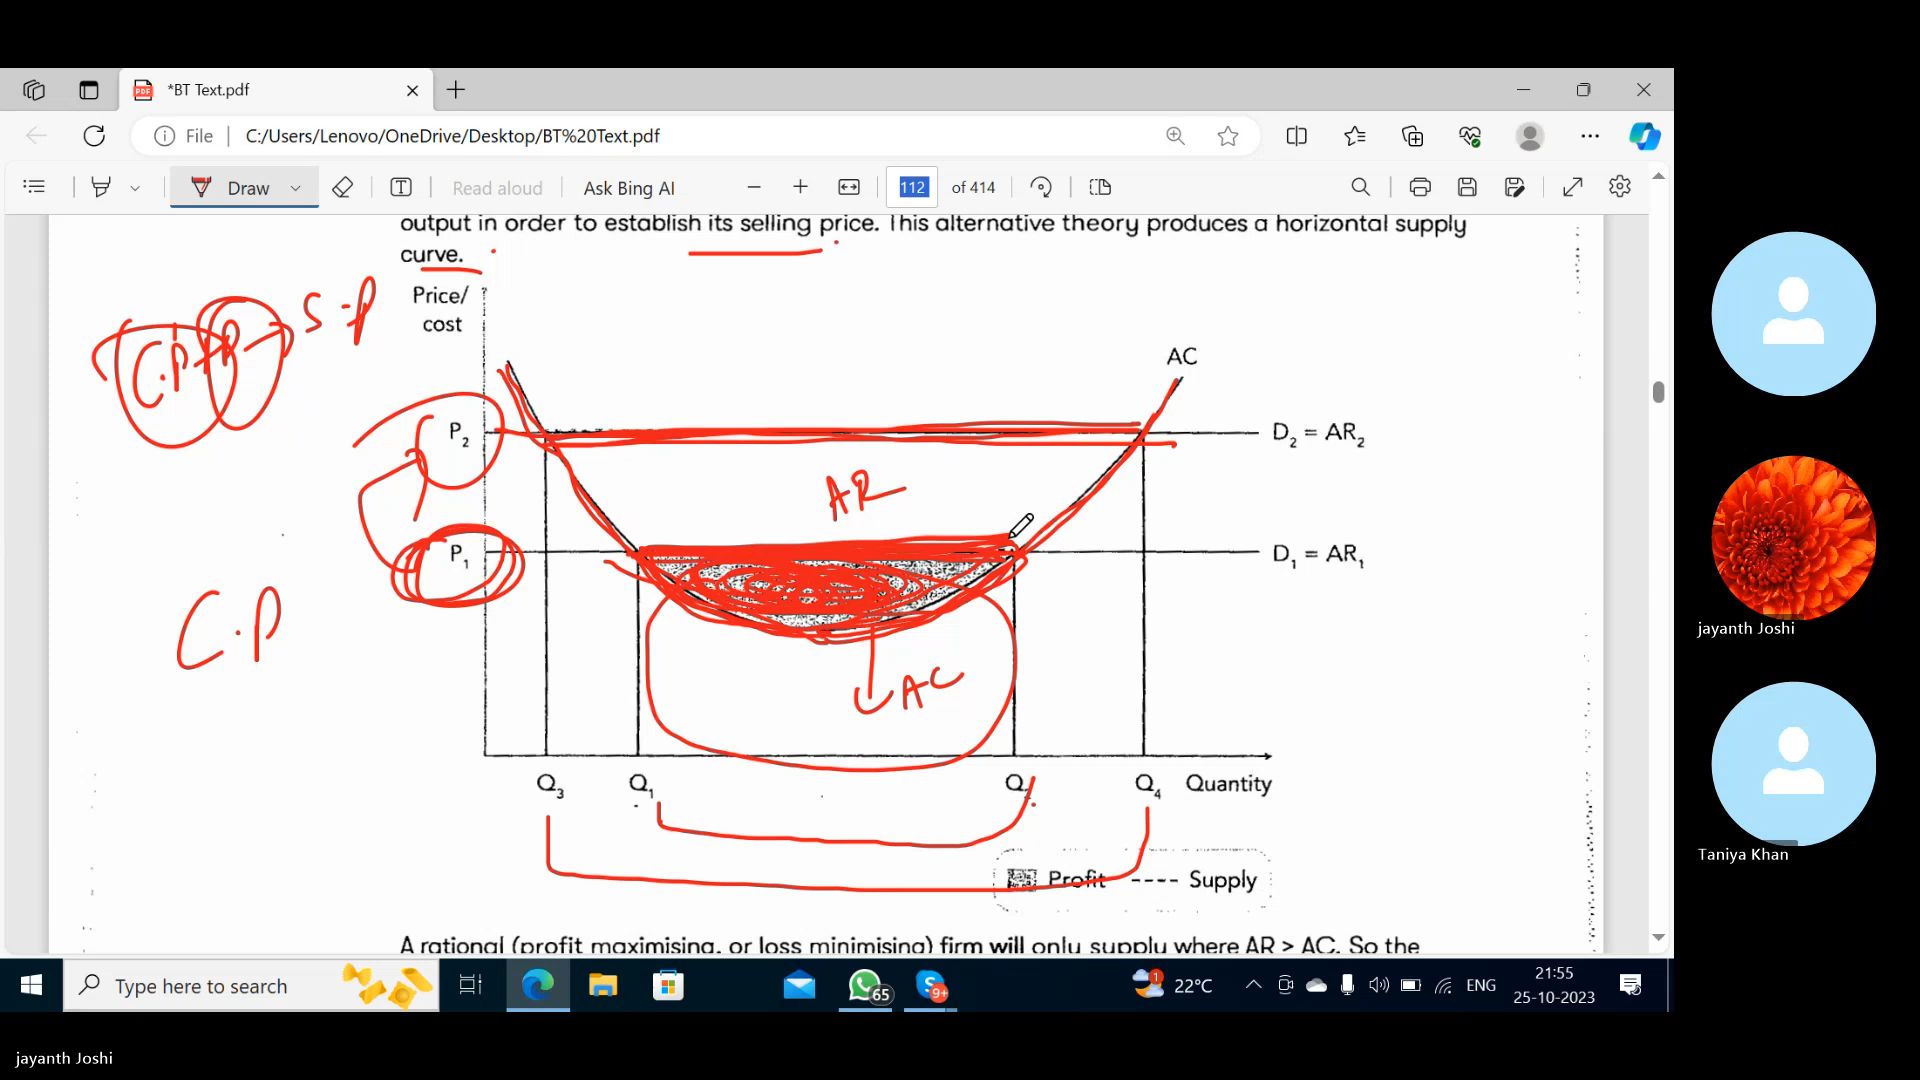 *BT Text.pdf
File
C:/Users/Lenovo/OneDrive/Desktop/BT%20Text.pdf
Draw
Read aloud
Ask Bing AI
112 of 414
output in order to establish its selling price. This alternative theory produces a horizontal supply
curve.
Price/
cost
C.P+P→S.P
AC
P2
D2 = AR2
AR
P1
D1 = AR1
C.P
AC
Q3
Q1
Q4
Quantity
Profit
Supply
A rational (profit maximising, or loss minimising) firm will only supply where AR > AC. So the
Type here to search
65
9+
1
22°C
ENG
21:55
25-10-2023
jayanth Joshi
Taniya Khan
jayanth Joshi